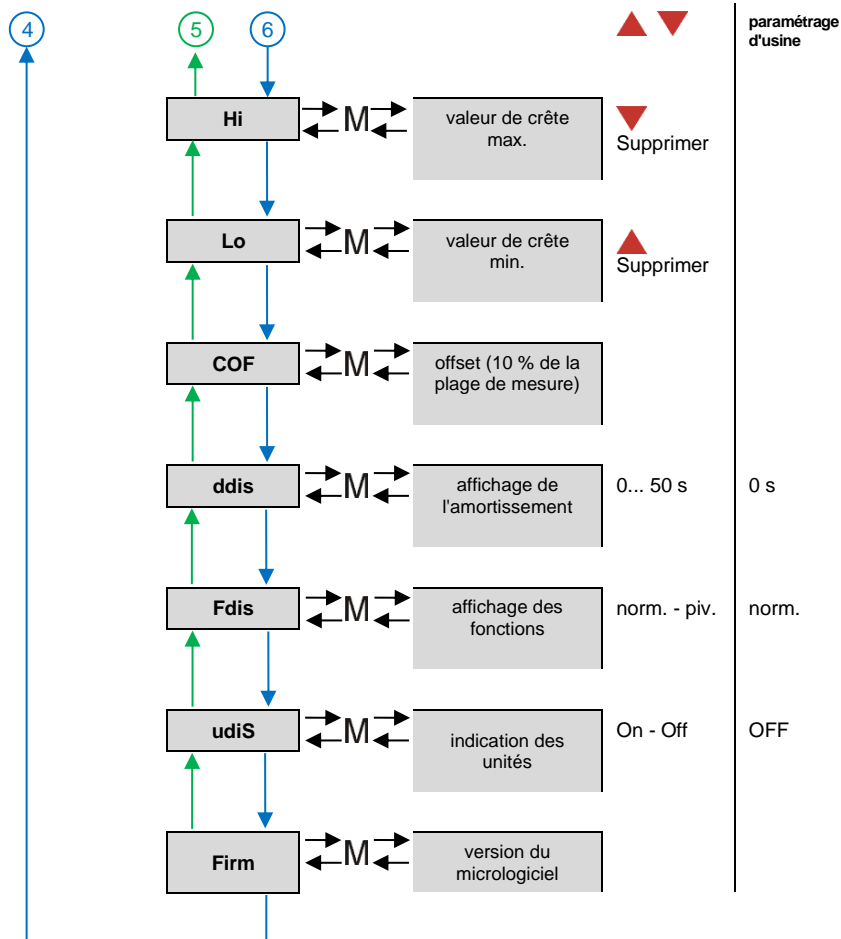 4
5
6
paramétrage
d'usine
Hi
M
valeur de crête
max.
Supprimer
Lo
M
valeur de crête
min.
Supprimer
COF
M
offset (10 % de la
plage de mesure)
ddis
M
affichage de
l'amortissement
0... 50 s
0 s
Fdis
M
affichage des
fonctions
norm. - piv.
norm.
udiS
M
indication des
unités
On - Off
OFF
Firm
M
version du
micrologiciel